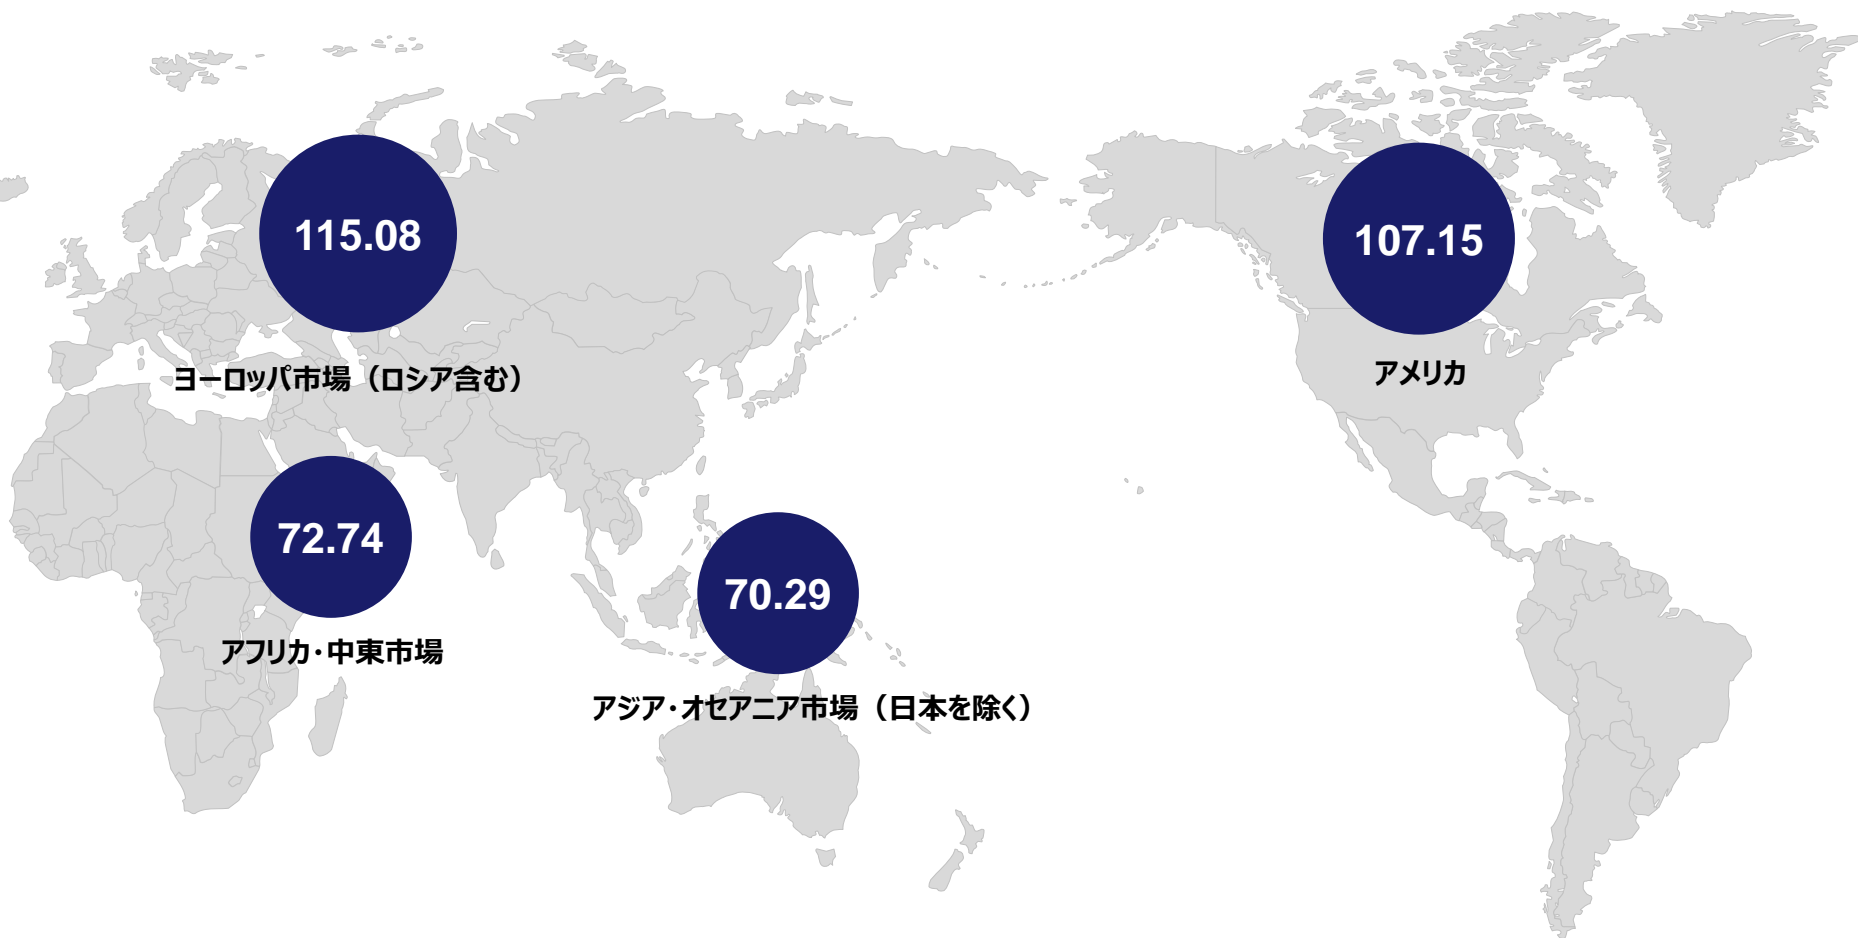 115.08
ヨーロッパ市場（ロシア含む）
107.15
アメリカ
72.74
アフリカ・中東市場
70.29
アジア・オセアニア市場（日本を除く）